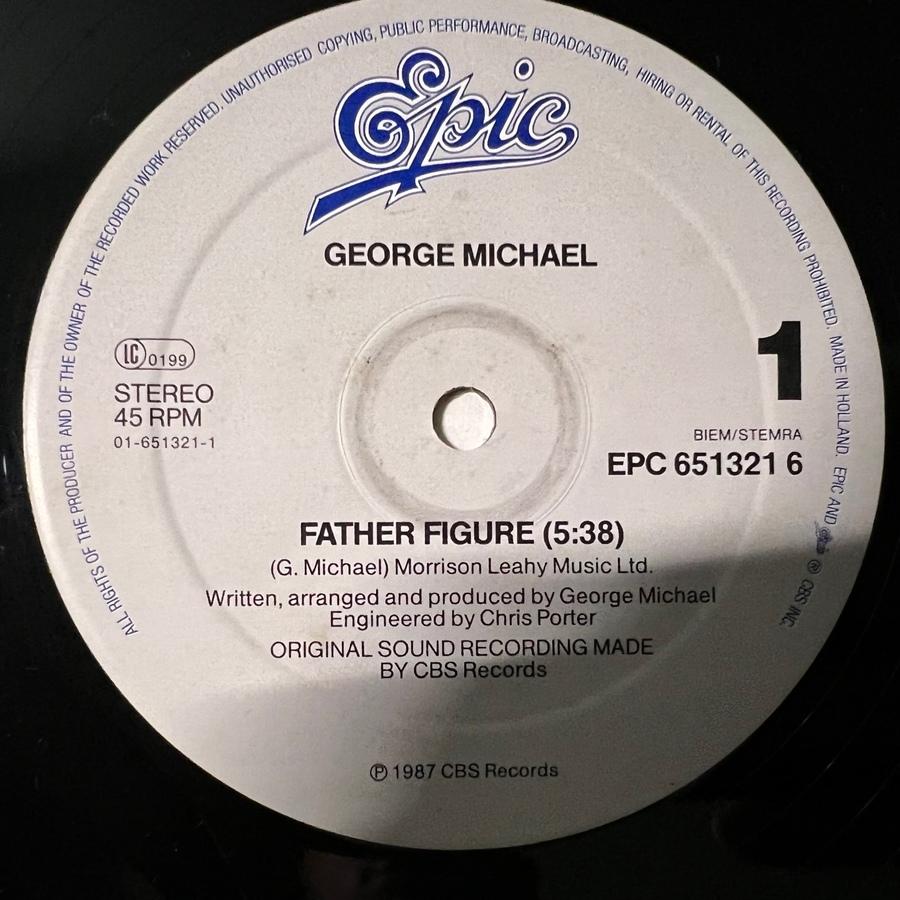 ALL RIGHTS OF THE PRODUCER AND OF THE OWNER OF THE RECORDED WORK RESERVED. UNAUTHORISED COPYING, PUBLIC PERFORMANCE, BROADCASTING, HIRING OR RENTAL OF THIS RECORDING PROHIBITED. MADE IN HOLLAND. EPIC AND Epic ® CBS INC.
Epic
GEORGE MICHAEL
LC 0199
STEREO
45 RPM
01-651321-1
1
BIEM/STEMRA
EPC 651321 6
FATHER FIGURE (5:38)
(G. Michael) Morrison Leahy Music Ltd.
Written, arranged and produced by George Michael
Engineered by Chris Porter
ORIGINAL SOUND RECORDING MADE
BY CBS Records
℗ 1987 CBS Records